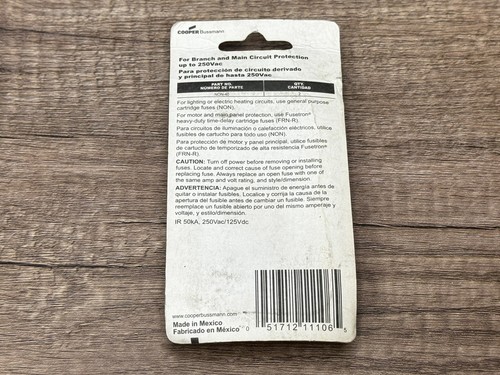 COOPER Bussmann
For Branch and Main Circuit Protection
up to 250Vac
Para protección de circuito derivado
y principal de hasta 250Vac
PART NO. QTY.
NÚMERO DE PARTE CANTIDAD
For lighting or electric heating circuits, use general purpose
cartridge fuses (NON).
For motor and main panel protection, use Fusetron®
heavy-duty time-delay cartridge fuses (FRN-R).
Para circuitos de iluminación o calefacción eléctricos, utilice
fusibles de cartucho para todo uso (NON).
Para protección de motor y panel principal, utilice fusibles
de cartucho de temporizado de alta resistencia Fusetron®
(FRN-R).
CAUTION: Turn off power before removing or installing
fuses. Locate and correct cause of fuse opening before
replacing fuse. Always replace an open fuse with one of
the same amp and volt rating, and style/dimension.
ADVERTENCIA: Apague el suministro de energía antes de
quitar o instalar fusibles. Localice y corrija la causa de la
apertura del fusible antes de cambiar un fusible. Siempre
reemplace un fusible abierto por uno del mismo amperaje y
voltaje, y estilo/dimensión.
IR 50kA, 250Vac/125Vdc.
www.cooperbussmann.com
Made in Mexico
Fabricado en México
0 51712 11106 5